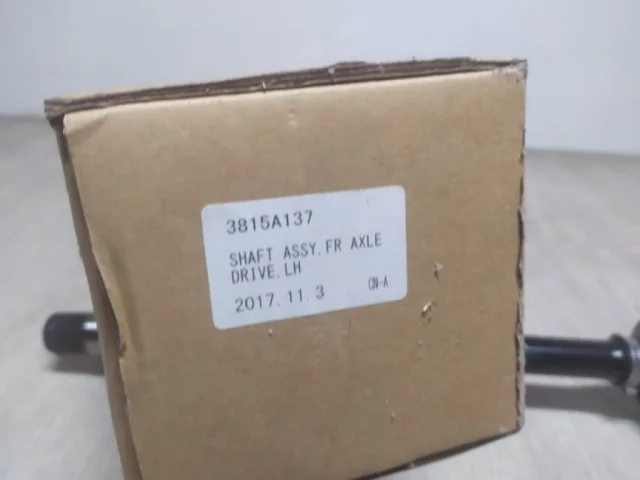 3815A137
SHAFT ASSY,FR AXLE
DRIVE,LH
2017.11.3 CN-A